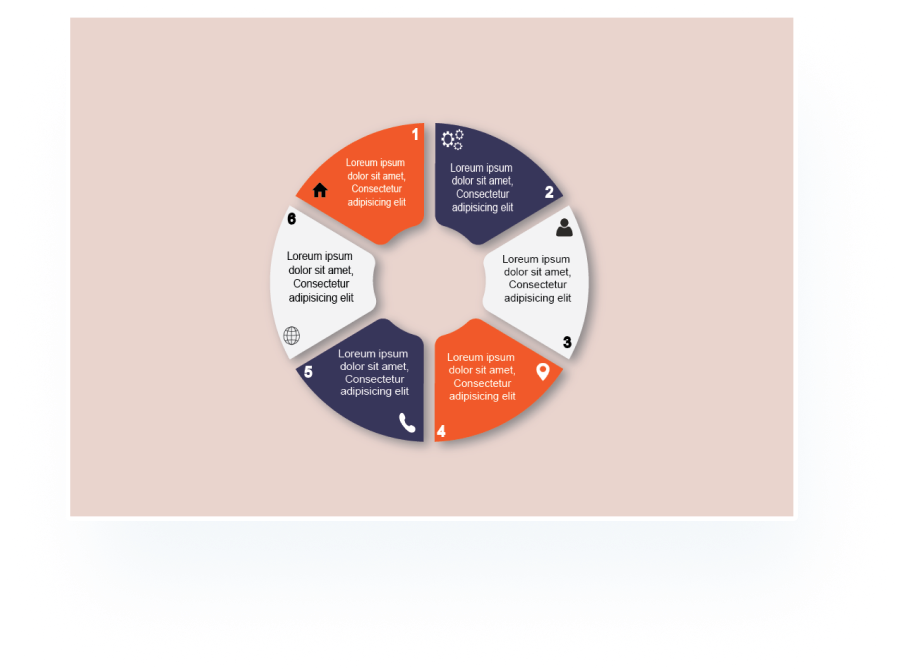 1
Loreum ipsum
dolor sit amet,
Consectetur
adipisicing elit
2
Loreum ipsum
dolor sit amet,
Consectetur
adipisicing elit
3
Loreum ipsum
dolor sit amet,
Consectetur
adipisicing elit
4
Loreum ipsum
dolor sit amet,
Consectetur
adipisicing elit
5
Loreum ipsum
dolor sit amet,
Consectetur
adipisicing elit
6
Loreum ipsum
dolor sit amet,
Consectetur
adipisicing elit